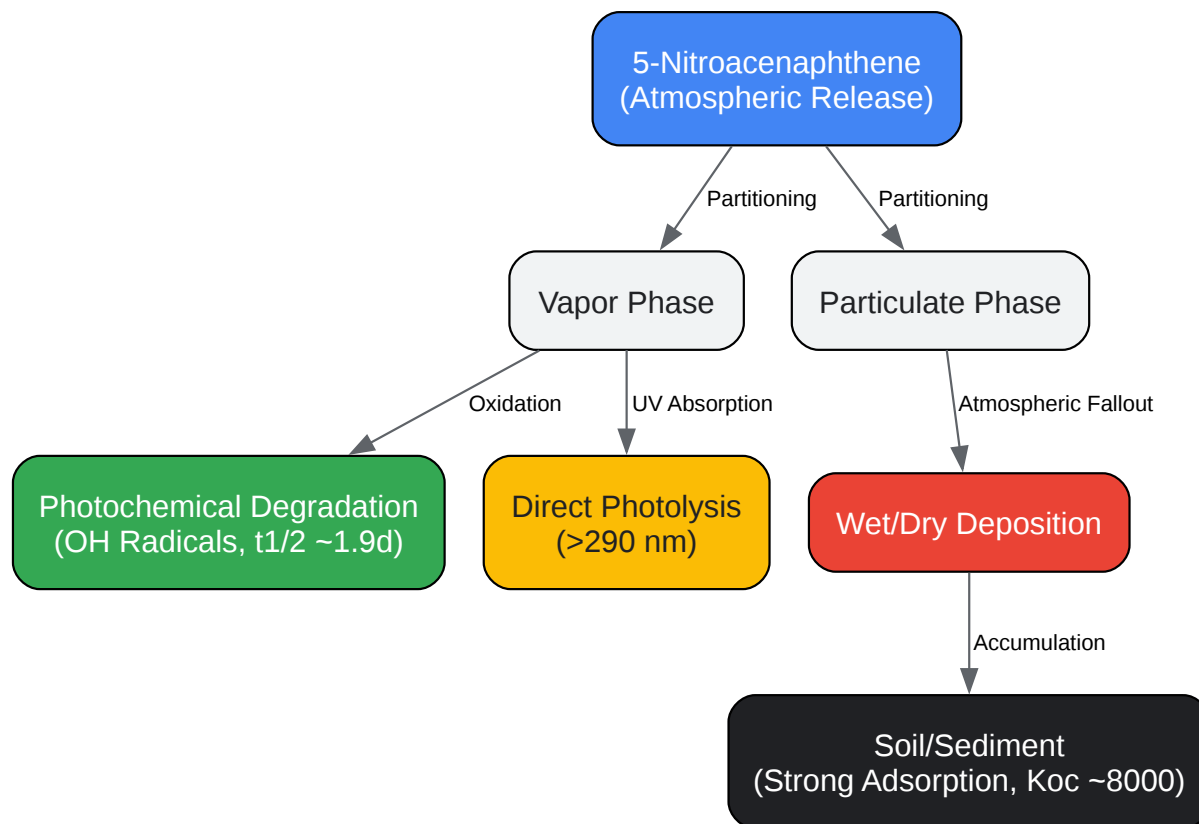 5-Nitroacenaphthene
(Atmospheric Release)
Partitioning
Partitioning
Vapor Phase
Particulate Phase
Oxidation
UV Absorption
Atmospheric Fallout
Photochemical Degradation
(OH Radicals, t1/2 ~1.9d)
Direct Photolysis
(>290 nm)
Wet/Dry Deposition
Accumulation
Soil/Sediment
(Strong Adsorption, Koc ~8000)